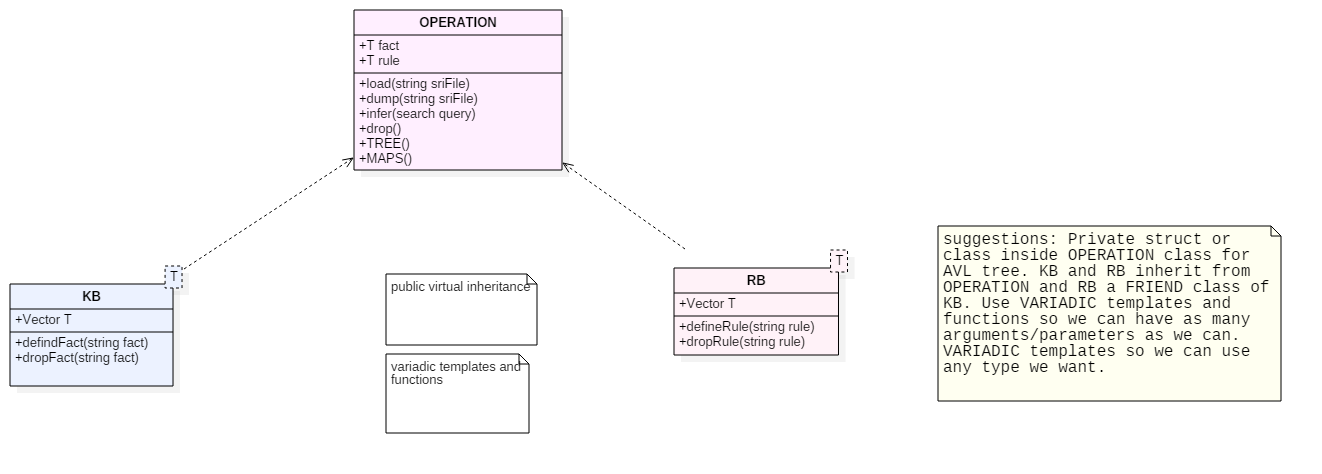 OPERATION
+T fact
+T rule
+load(string sriFile)
+dump(string sriFile)
+infer(search query)
+drop()
+TREE()
+MAPS()
T
KB
+Vector T
+defindFact(string fact)
+dropFact(string fact)
public virtual inheritance
variadic templates and
functions
T
RB
+Vector T
+defineRule(string rule)
+dropRule(string rule)
suggestions: Private struct or
class inside OPERATION class for
AVL tree. KB and RB inherit from
OPERATION and RB a FRIEND class of
KB. Use VARIADIC templates and
functions so we can have as many
arguments/parameters as we can.
VARIADIC templates so we can use
any type we want.